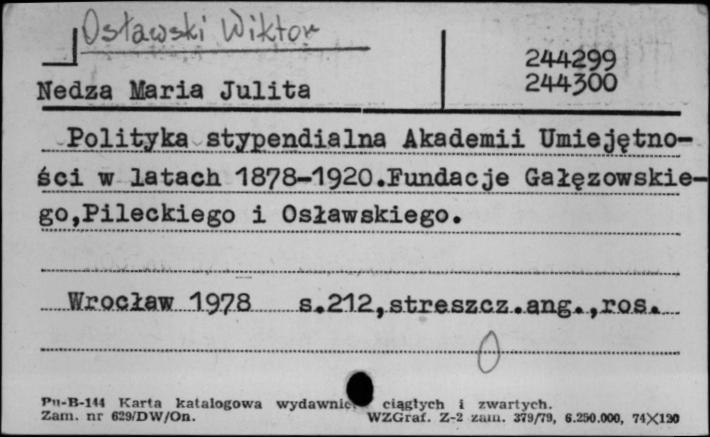 Osławski Wiktor
244299
244300
Nedza Maria Julita
Polityka stypendialna Akademii Umiejętno-
ści w latach 1878-1920.Fundacje Gałęzowskie-
go,Pileckiego i Osławskiego.
Wrocław 1978 s.212,streszcz.ang.,ros.
0
Pu-B-144 Karta katalogowa wydawnic ciągłych i zwartych.
Zam. nr 629/DW/On. WZGraf. Z-2 zam. 379/79, 6.250.000, 74X120